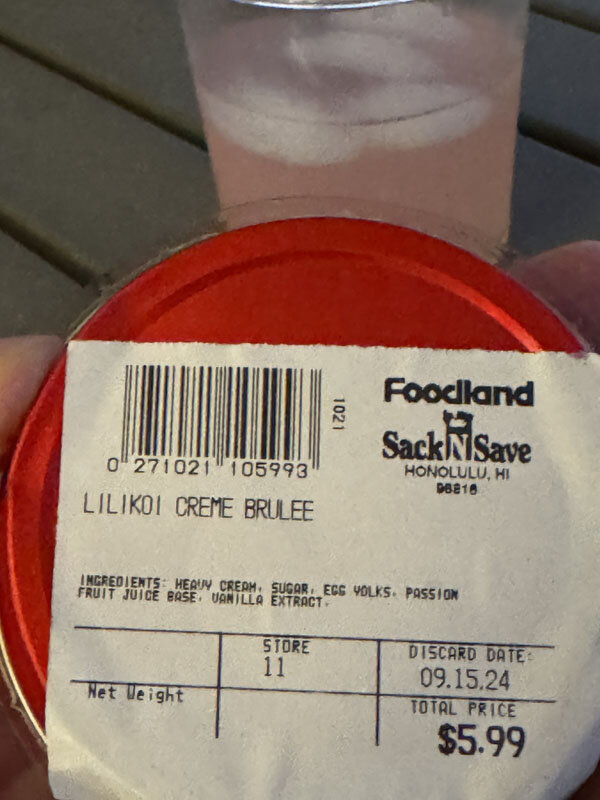 Foodland
Sack N Save
HONOLULU, HI
96816
1021
0 271021 105993
LILIKOI CREME BRULEE
INGREDIENTS: HEAVY CREAM, SUGAR, EGG YOLKS, PASSION
FRUIT JUICE BASE, VANILLA EXTRACT.
STORE
11
DISCARD DATE:
09.15.24
Net Weight
TOTAL PRICE
$5.99